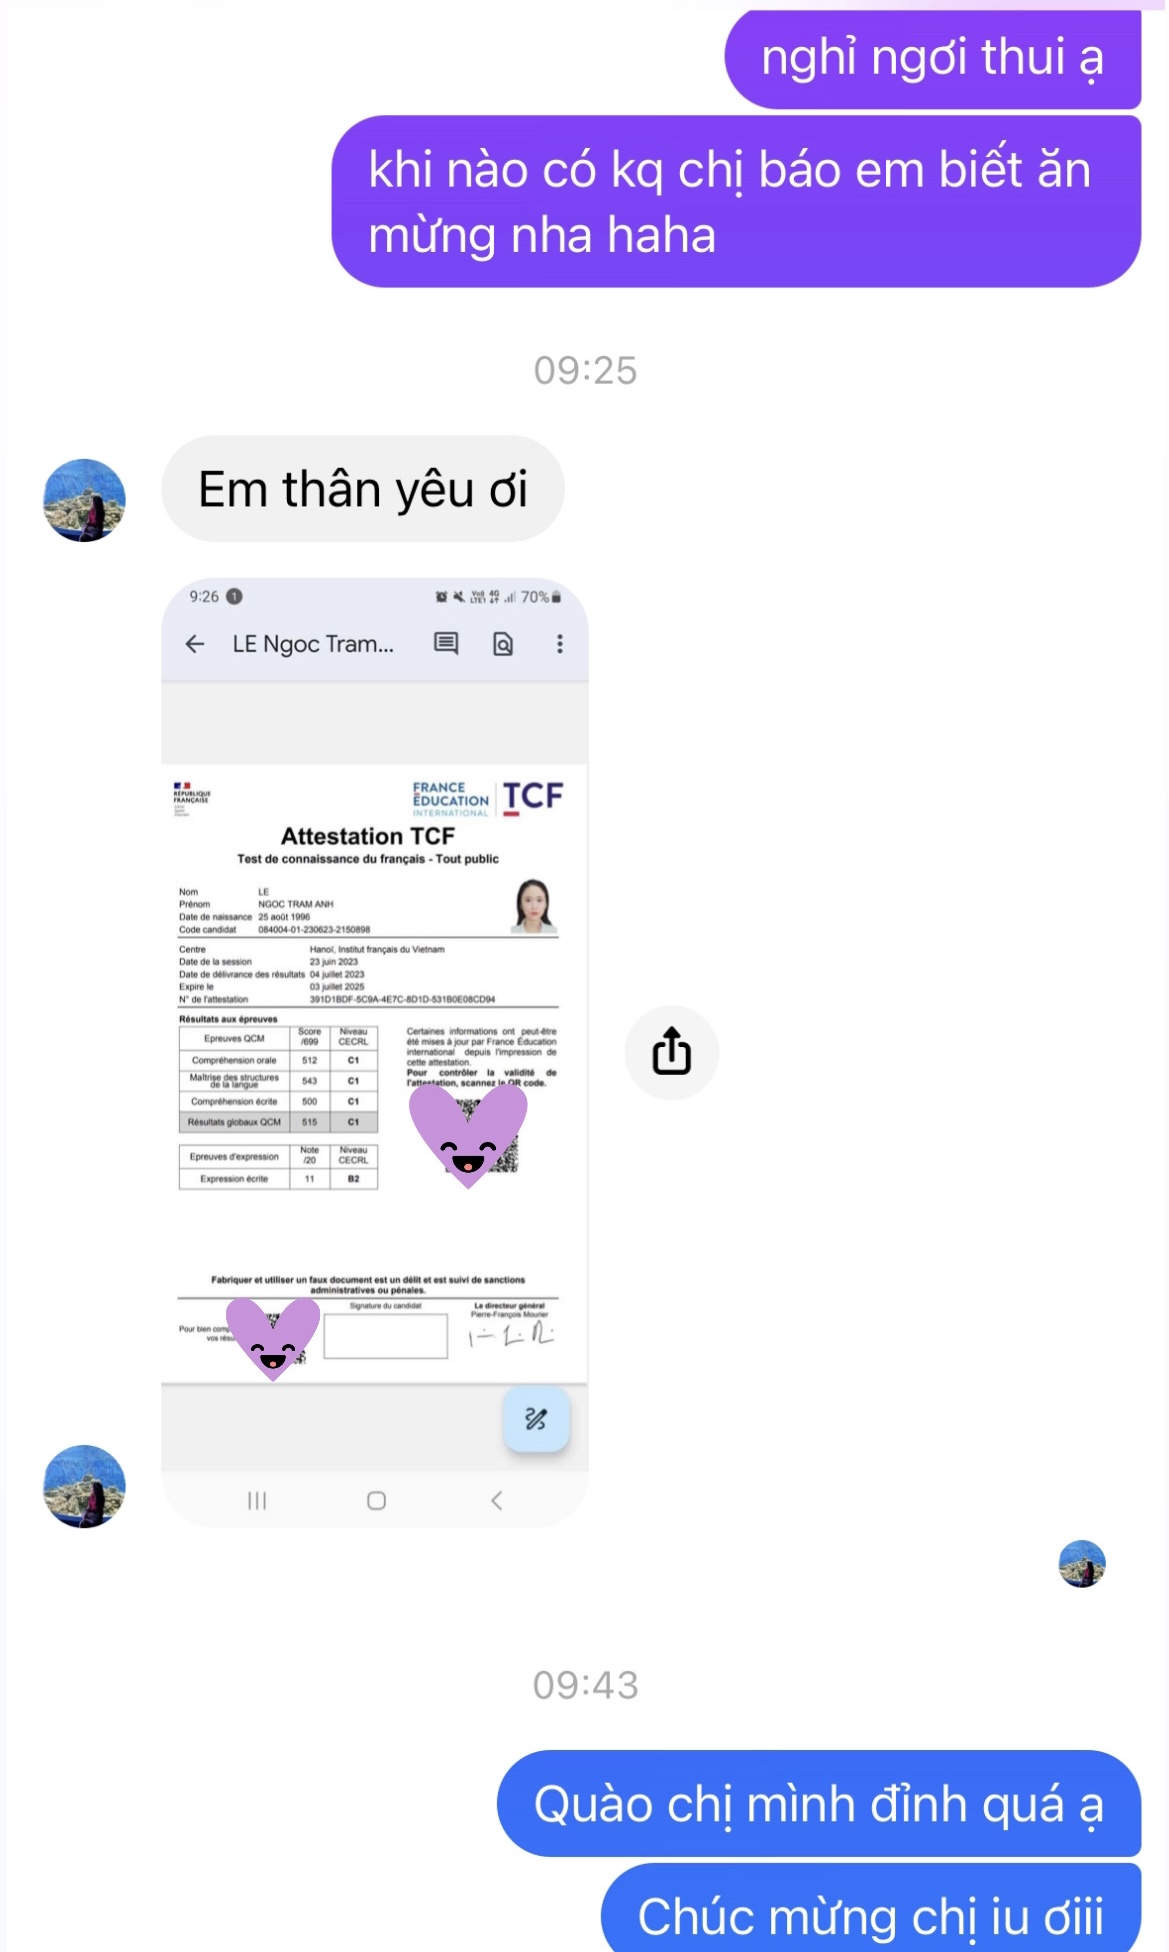 nghỉ ngơi thui ạ
khi nào có kq chị báo em biết ăn
mừng nha haha
09:25
Em thân yêu ơi
9:26 1 70%
LE Ngoc Tram...
RÉPUBLIQUE
FRANÇAISE
FRANCE
ÉDUCATION
INTERNATIONAL
TCF
Attestation TCF
Test de connaissance du français - Tout public
Nom LE
Prénom NGOC TRAM ANH
Date de naissance 25 août 1996
Code candidat 084004-01-230623-2150898
Centre Hanoï, Institut français du Vietnam
Date de la session 23 juin 2023
Date de délivrance des résultats 04 juillet 2023
Expire le 03 juillet 2025
N° de l'attestation 391D1BDF-5C9A-4E7C-8D1D-531B0E08CD94
Résultats aux épreuves
Epreuves QCM Score /699 Niveau CECRL
Compréhension orale 512 C1
Maîtrise des structures de la langue 543 C1
Compréhension écrite 500 C1
Résultats globaux QCM 515 C1
Certaines informations ont peut-être
été mises à jour par France Éducation
international depuis l'impression de
cette attestation.
Pour contrôler la validité de
l'attestation, scannez le QR code.
Epreuves d'expression Note /20 Niveau CECRL
Expression écrite 11 B2
Fabriquer et utiliser un faux document est un délit et est suivi de sanctions
administratives ou pénales.
Pour bien
vos
Signature du candidat
Le directeur général
Pierre-François Mourier
09:43
Quào chị mình đỉnh quá ạ
Chúc mừng chị iu ơiii